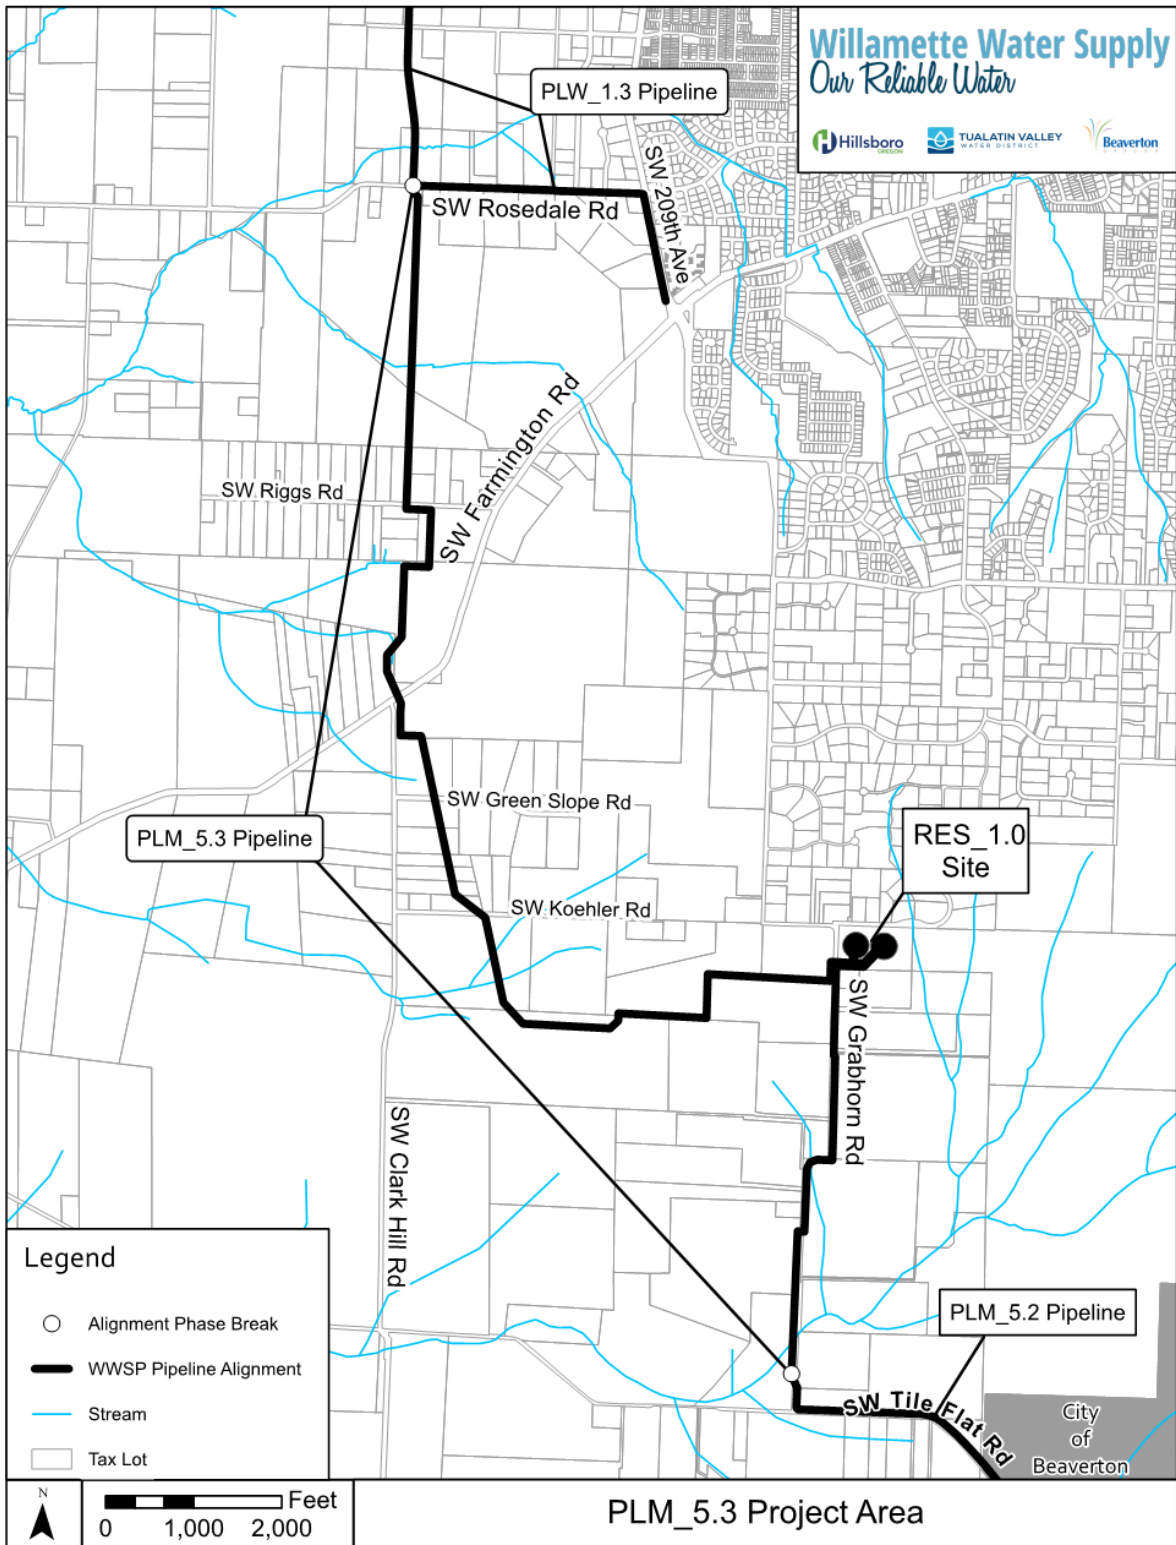 Willamette Water Supply
Our Reliable Water
Hillsboro
OREGON
TUALATIN VALLEY
WATER DISTRICT
Beaverton
OREGON
PLW_1.3 Pipeline
SW 209th Ave
SW Rosedale Rd
SW Farmington Rd
SW Riggs Rd
SW Green Slope Rd
PLM_5.3 Pipeline
RES_1.0
Site
SW Koehler Rd
SW Grabhorn Rd
SW Clark Hill Rd
PLM_5.2 Pipeline
SW Tile Flat Rd
City
of
Beaverton
Legend
Alignment Phase Break
WWSP Pipeline Alignment
Stream
Tax Lot
N
Feet
0 1,000 2,000
PLM_5.3 Project Area